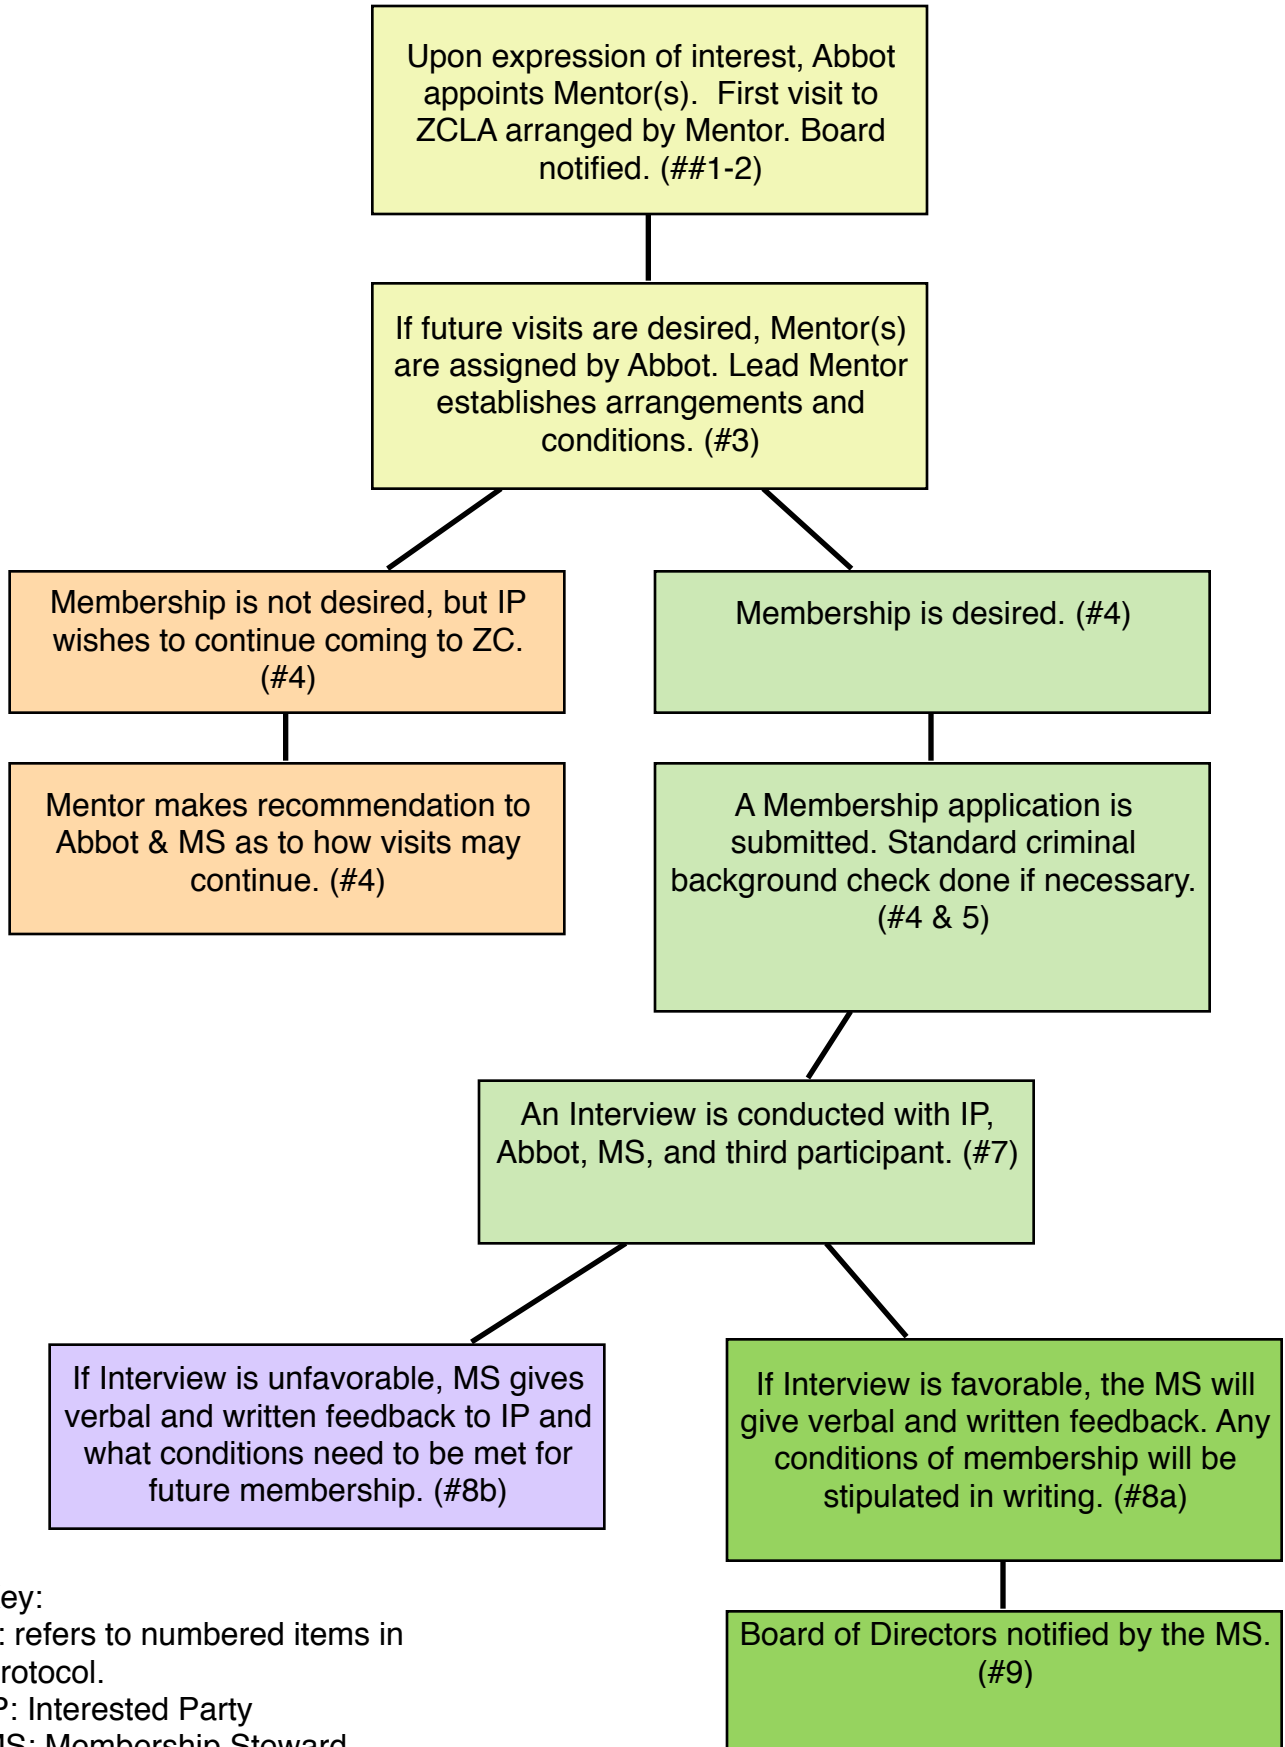 Upon expression of interest, Abbot
appoints Mentor(s).  First visit to
ZCLA arranged by Mentor. Board
notified. (##1-2)
If future visits are desired, Mentor(s)
are assigned by Abbot. Lead Mentor
establishes arrangements and
conditions. (#3)
Membership is not desired, but IP
wishes to continue coming to ZC.
(#4)
Membership is desired. (#4)
Mentor makes recommendation to
Abbot & MS as to how visits may
continue. (#4)
A Membership application is
submitted. Standard criminal
background check done if necessary.
(#4 & 5)
An Interview is conducted with IP,
Abbot, MS, and third participant. (#7)
If Interview is unfavorable, MS gives
verbal and written feedback to IP and
what conditions need to be met for
future membership. (#8b)
If Interview is favorable, the MS will
give verbal and written feedback. Any
conditions of membership will be
stipulated in writing. (#8a)
Board of Directors notified by the MS.
(#9)
ey:
: refers to numbered items in
rotocol.
P: Interested Party
MS: Membership Steward